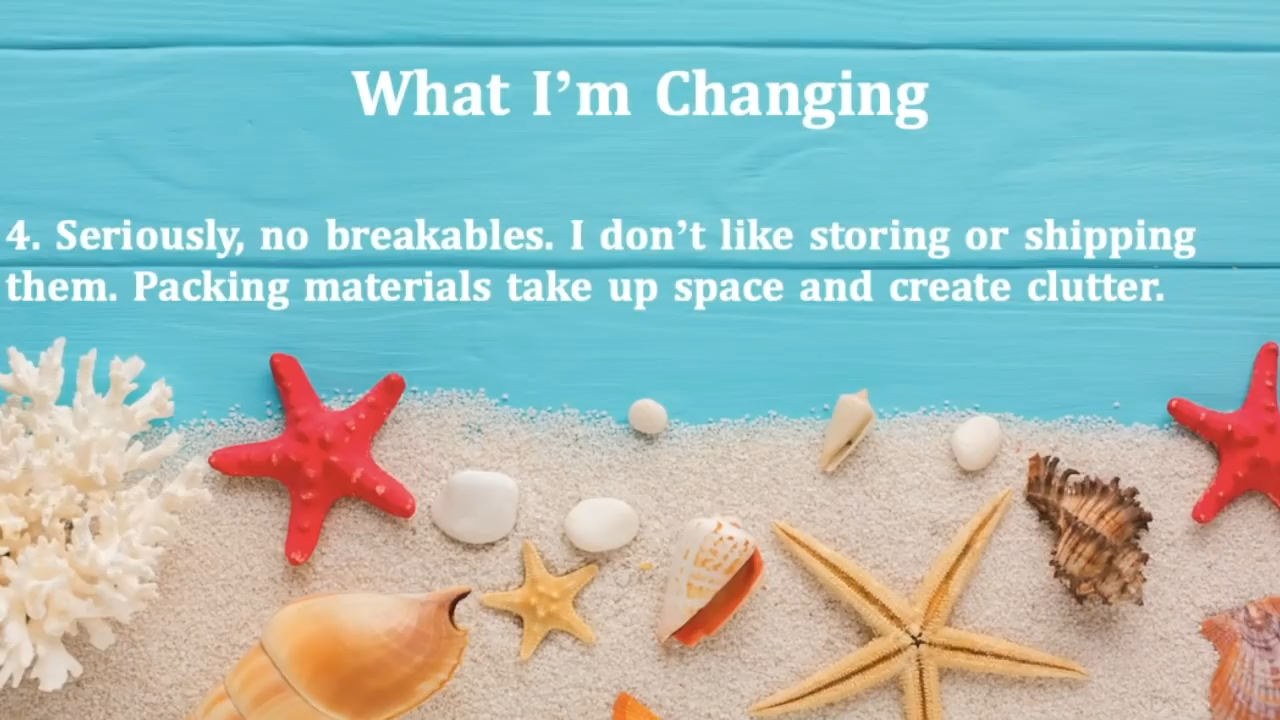 What I’m Changing
4. Seriously, no breakables. I don’t like storing or shipping
them. Packing materials take up space and create clutter.